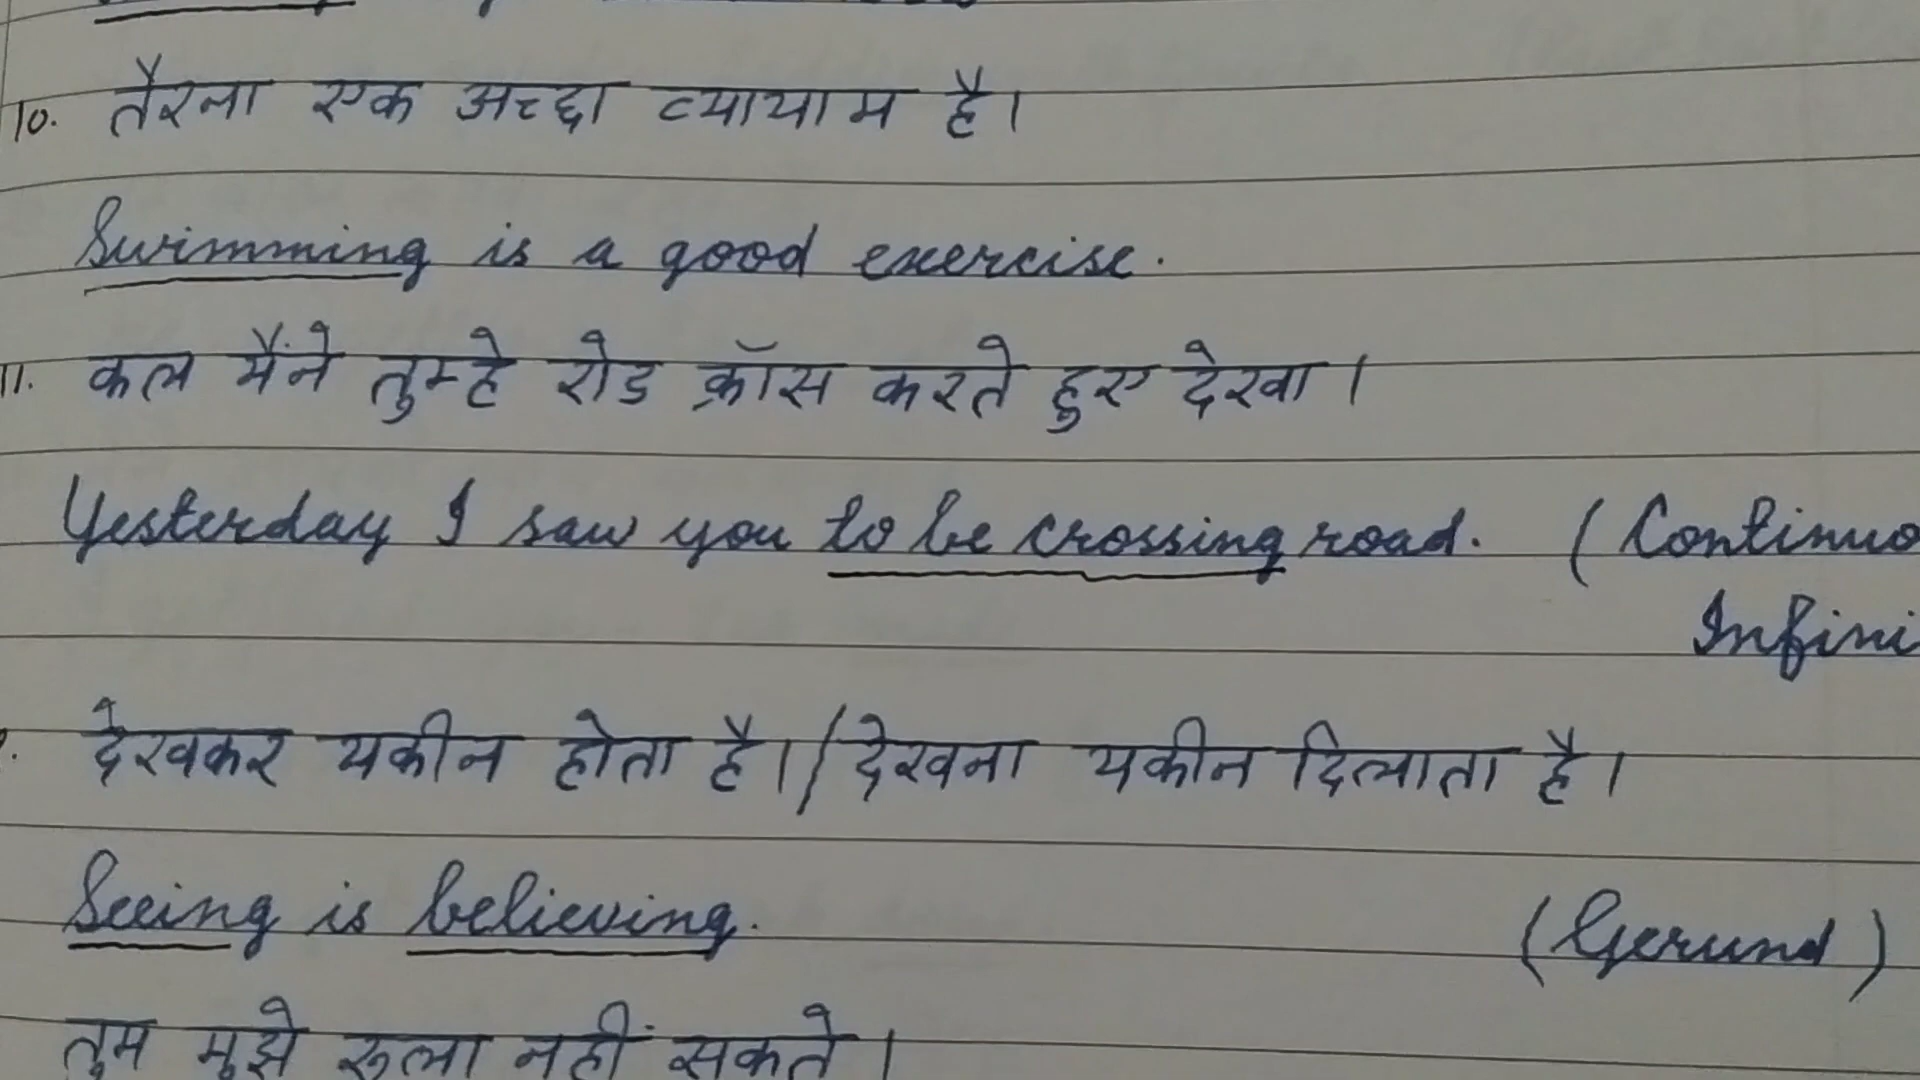 10. तैरना एक अच्छा व्यायाम है।
Swimming is a good exercise.
11. कल मैंने तुम्हे रोड क्रॉस करते हुए देखा।
Yesterday I saw you to be crossing road. (Continuo
Infini
देखकर यकीन होता है।/देखना यकीन दिलाता है।
Seeing is believing. (Gerund)
तुम मुझे रुला नहीं सकते।